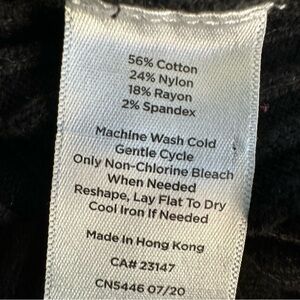 56% Cotton
24% Nylon
18% Rayon
2% Spandex
Machine Wash Cold
Gentle Cycle
Only Non-Chlorine Bleach
When Needed
Reshape, Lay Flat To Dry
Cool Iron If Needed
Made in Hong Kong
CA# 23147
CN5446 07/20